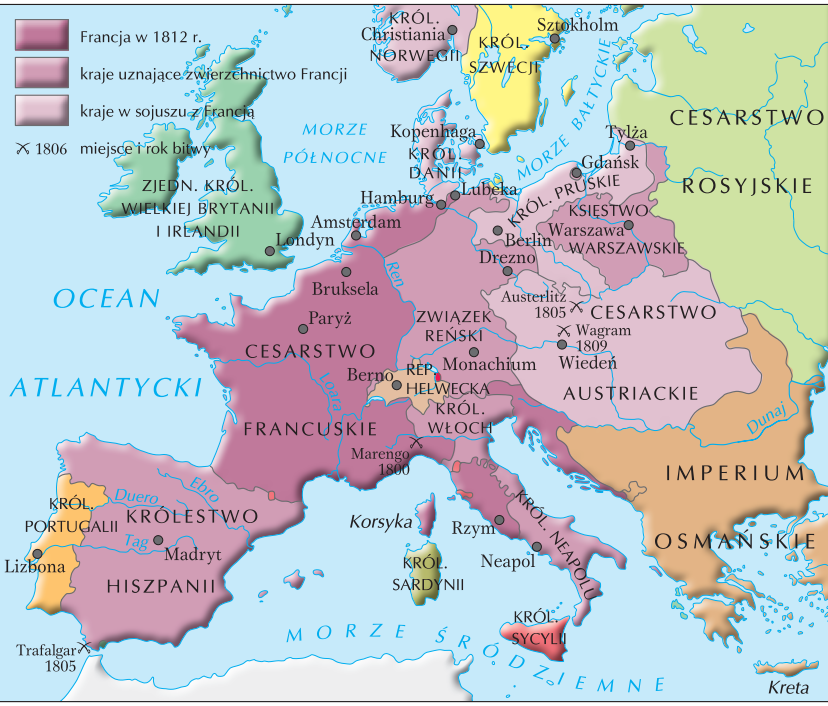 Francja w 1812 r.
kraje uznające zwierzchnictwo Francji
kraje w sojuszu z Francją
1806 miejsce i rok bitwy
KRÓL.
Christiania
NORWEGII
KRÓL.
SZWECJI
Sztokholm
MORZE
PÓŁNOCNE
MORZE BAŁTYCKIE
CESARSTWO
ROSYJSKIE
Kopenhaga
KRÓL.
DANII
Tylża
Gdańsk
KRÓL. PRUSKIE
Lubeka
Hamburg
ZJEDN. KRÓL.
WIELKIEJ BRYTANII
I IRLANDII
Londyn
Amsterdam
Berlin
KSIĘSTWO
Warszawa
WARSZAWSKIE
Drezno
Bruksela
Ren
OCEAN
ATLANTYCKI
Paryż
CESARSTWO
FRANCUSKIE
Loara
ZWIĄZEK
REŃSKI
Austerlitz
1805
Wagram
1809
CESARSTWO
AUSTRIACKIE
Wiedeń
Monachium
Berno
REP.
HELWECKA
KRÓL.
WŁOCH
Marengo
1800
Dunaj
IMPERIUM
OSMAŃSKIE
KRÓL.
PORTUGALII
Duero
Ebro
KRÓLESTWO
HISZPANII
Tag
Madryt
Lizbona
Trafalgar
1805
Korsyka
Rzym
Neapol
KRÓL. NEAPOLU
KRÓL.
SARDYNII
KRÓL.
SYCYLII
MORZE ŚRÓDZIEMNE
Kreta